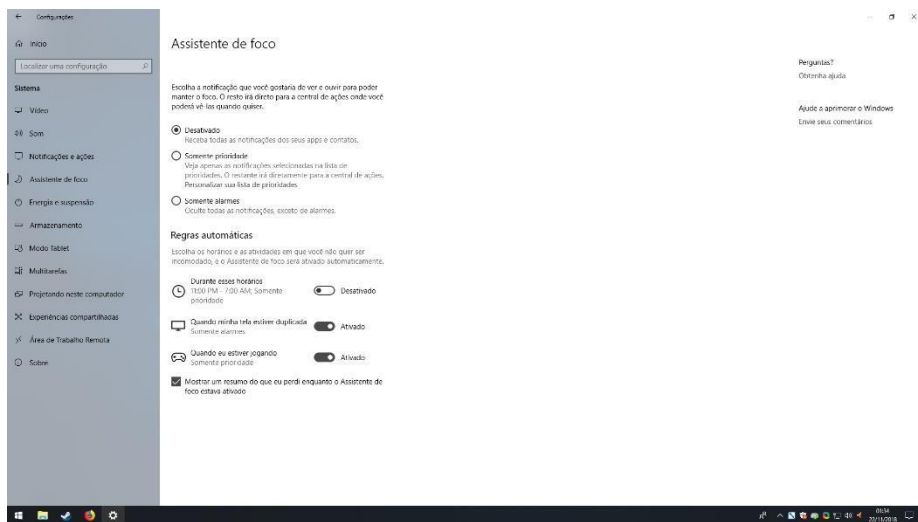 Configurações
Início
Localizar uma configuração
Sistema
Vídeo
Som
Notificações e ações
Assistente de foco
Energia e suspensão
Armazenamento
Modo Tablet
Multitarefas
Projetando neste computador
Experiências compartilhadas
Área de Trabalho Remota
Sobre
Assistente de foco
Escolha a notificação que você gostaria de ver e ouvir para poder
manter o foco. O resto irá direto para a central de ações onde você
poderá vê-las quando quiser.
Desativado
Receba todas as notificações dos seus apps e contatos.
Somente prioridade
Veja apenas as notificações selecionadas na lista de
prioridades. O restante irá diretamente para a central de ações.
Personalizar sua lista de prioridades
Somente alarmes
Oculte todas as notificações, exceto de alarmes.
Regras automáticas
Escolha os horários e as atividades em que você não quer ser
incomodado, e o Assistente de foco será ativado automaticamente.
Durante esses horários
11:00 PM - 7:00 AM; Somente
prioridade
Desativado
Quando minha tela estiver duplicada
Somente alarmes
Ativado
Quando eu estiver jogando
Somente prioridade
Ativado
Mostrar um resumo do que eu perdi enquanto o Assistente de
foco estava ativado
Perguntas?
Obtenha ajuda
Ajude a aprimorar o Windows
Envie seus comentários
01:34
22/11/2018